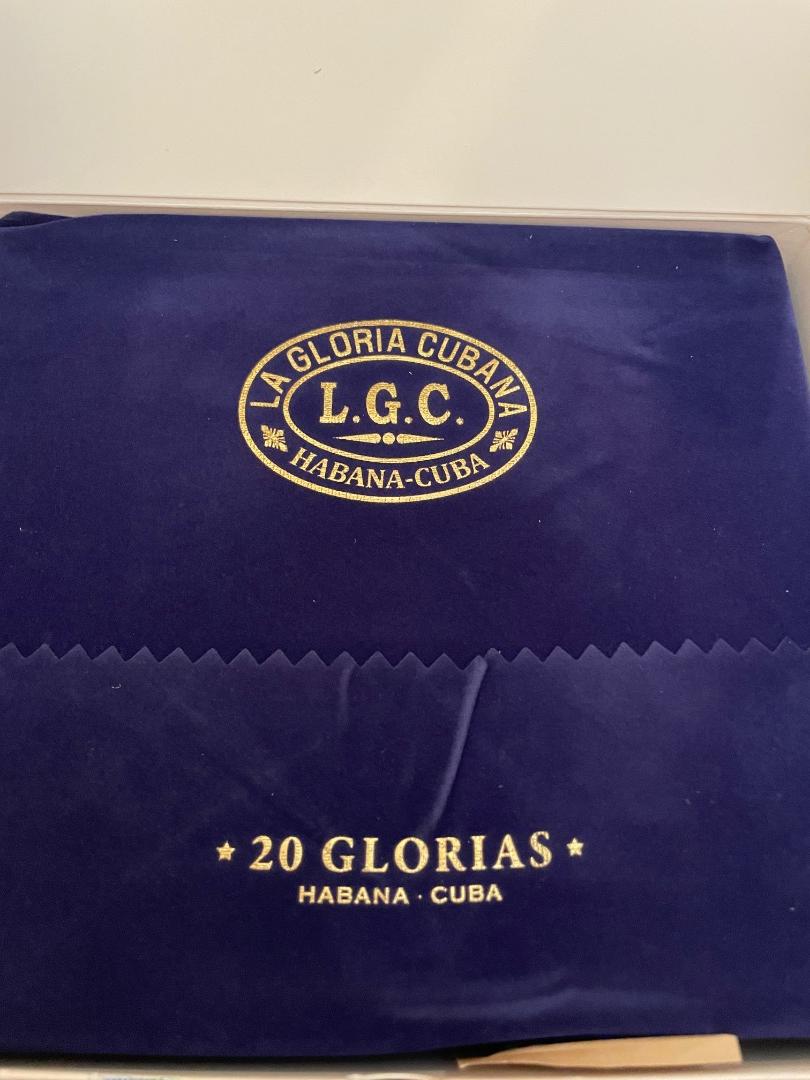 LA GLORIA CUBANA
L.G.C.
HABANA-CUBA
20 GLORIAS
HABANA · CUBA